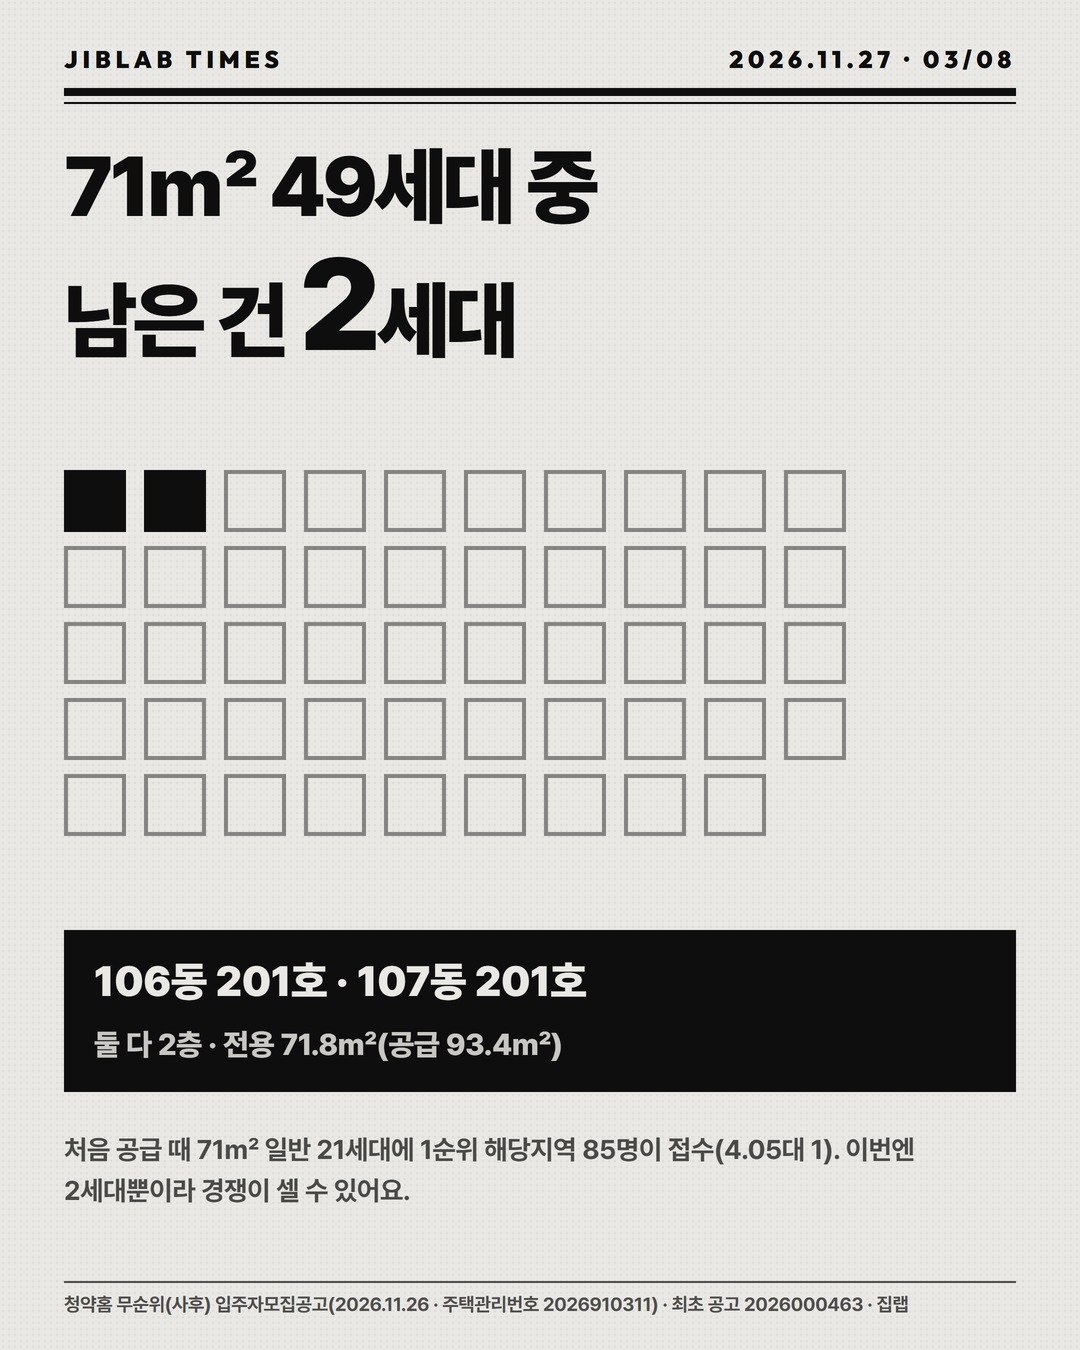 JIBLAB TIMES
2026.11.27 · 03/08
71m² 49세대 중
남은 건 2세대
106동 201호 · 107동 201호
둘 다 2층 · 전용 71.8m²(공급 93.4m²)
처음 공급 때 71m² 일반 21세대에 1순위 해당지역 85명이 접수(4.05대 1). 이번엔
2세대뿐이라 경쟁이 셀 수 있어요.
청약홈 무순위(사후) 입주자모집공고(2026.11.26 · 주택관리번호 2026910311) · 최초 공고 2026000463 · 집랩